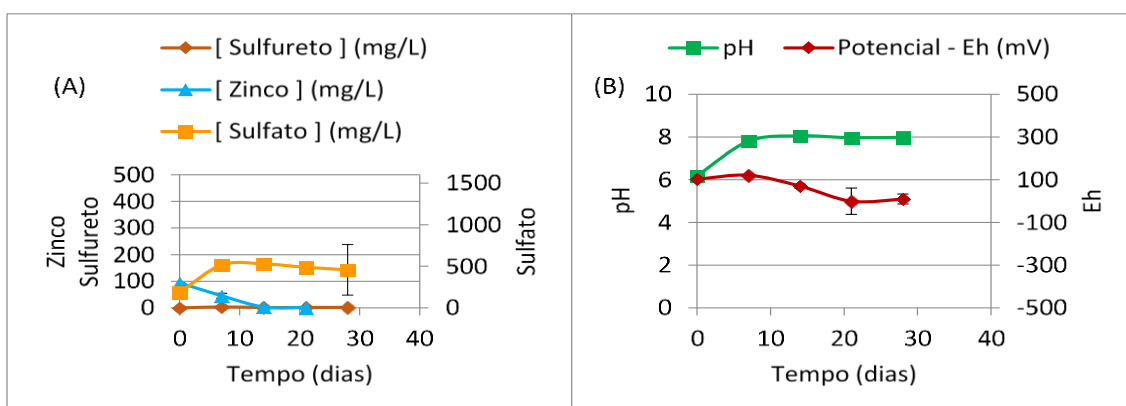 [ Sulfureto ] (mg/L)
(A)
[ Zinco ] (mg/L)
[ Sulfato ] (mg/L)
500
400
300
200
100
0
1500
1000
500
0
Zinco
Sulfureto
Sulfato
0 10 20 30 40
Tempo (dias)
pH Potencial - Eh (mV)
(B)
10
8
6
4
2
0
500
300
100
-100
-300
-500
pH
Eh
0 10 20 30 40
Tempo (dias)